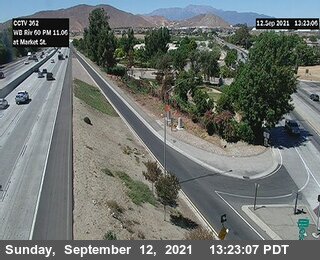 CCTV 362
WB Riv 60 PM 11.06
at Market St.
12 Sep 2021 13:23:06
Sunday, September 12, 2021 13:23:07 PDT